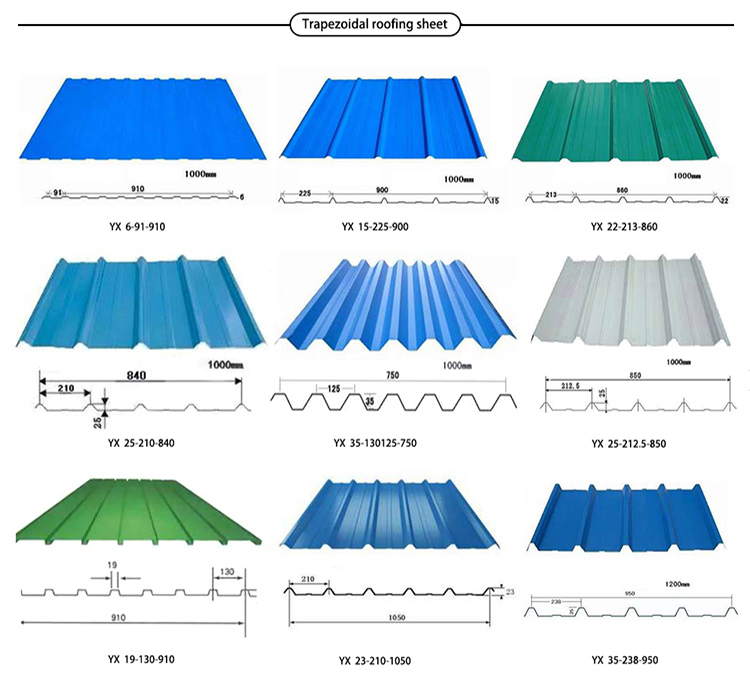 Trapezoidal roofing sheet
1000mm
91
910
6
YX 6-91-910
1000mm
225
900
15
YX 15-225-900
1000mm
213
860
22
YX 22-213-860
1000mm
840
210
25
YX 25-210-840
1000mm
750
125
35
YX 35-130125-750
1000mm
850
212.5
25
YX 25-212.5-850
19
130
910
YX 19-130-910
210
23
1050
YX 23-210-1050
1200mm
950
238
YX 35-238-950